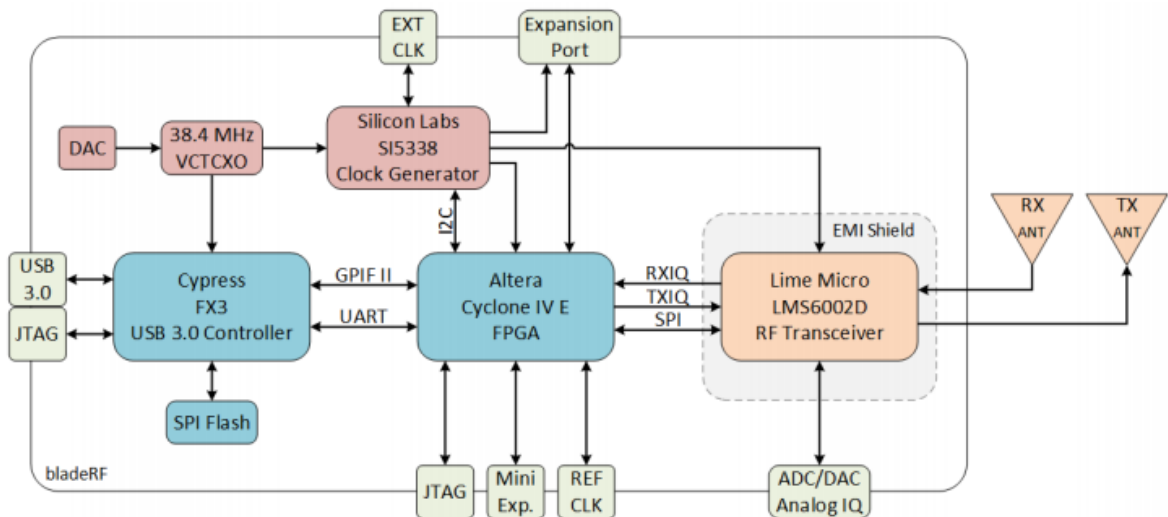 EXT
CLK
Expansion
Port
DAC
38.4 MHz
VCTCXO
Silicon Labs
SI5338
Clock Generator
I2C
RX
ANT
TX
ANT
EMI Shield
USB
3.0
JTAG
Cypress
FX3
USB 3.0 Controller
GPIF II
UART
Altera
Cyclone IV E
FPGA
RXIQ
TXIQ
SPI
Lime Micro
LMS6002D
RF Transceiver
SPI Flash
bladeRF
JTAG
Mini
Exp.
REF
CLK
ADC/DAC
Analog IQ